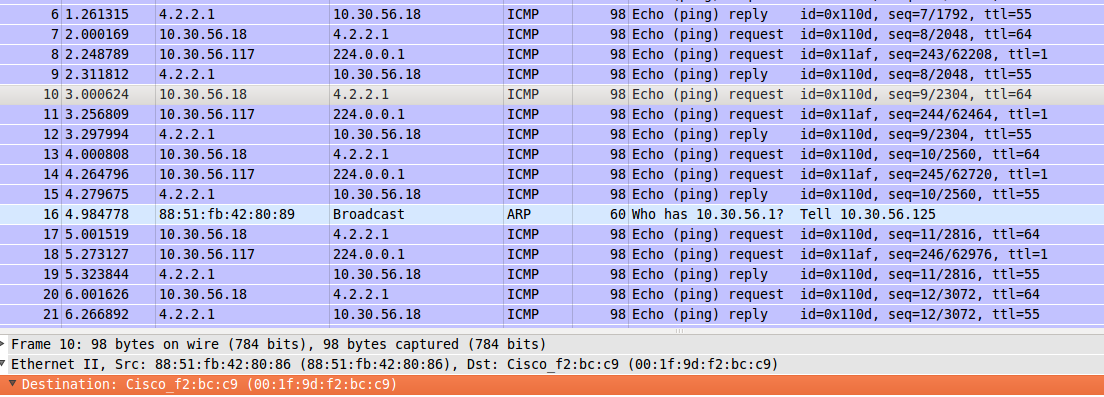 6 1.261315 4.2.2.1 10.30.56.18 ICMP 98 Echo (ping) reply id=0x110d, seq=7/1792, ttl=55
7 2.000169 10.30.56.18 4.2.2.1 ICMP 98 Echo (ping) request id=0x110d, seq=8/2048, ttl=64
8 2.248789 10.30.56.117 224.0.0.1 ICMP 98 Echo (ping) request id=0x11af, seq=243/62208, ttl=1
9 2.311812 4.2.2.1 10.30.56.18 ICMP 98 Echo (ping) reply id=0x110d, seq=8/2048, ttl=55
10 3.000624 10.30.56.18 4.2.2.1 ICMP 98 Echo (ping) request id=0x110d, seq=9/2304, ttl=64
11 3.256809 10.30.56.117 224.0.0.1 ICMP 98 Echo (ping) request id=0x11af, seq=244/62464, ttl=1
12 3.297994 4.2.2.1 10.30.56.18 ICMP 98 Echo (ping) reply id=0x110d, seq=9/2304, ttl=55
13 4.000808 10.30.56.18 4.2.2.1 ICMP 98 Echo (ping) request id=0x110d, seq=10/2560, ttl=64
14 4.264796 10.30.56.117 224.0.0.1 ICMP 98 Echo (ping) request id=0x11af, seq=245/62720, ttl=1
15 4.279675 4.2.2.1 10.30.56.18 ICMP 98 Echo (ping) reply id=0x110d, seq=10/2560, ttl=55
16 4.984778 88:51:fb:42:80:89 Broadcast ARP 60 Who has 10.30.56.1? Tell 10.30.56.125
17 5.001519 10.30.56.18 4.2.2.1 ICMP 98 Echo (ping) request id=0x110d, seq=11/2816, ttl=64
18 5.273127 10.30.56.117 224.0.0.1 ICMP 98 Echo (ping) request id=0x11af, seq=246/62976, ttl=1
19 5.323844 4.2.2.1 10.30.56.18 ICMP 98 Echo (ping) reply id=0x110d, seq=11/2816, ttl=55
20 6.001626 10.30.56.18 4.2.2.1 ICMP 98 Echo (ping) request id=0x110d, seq=12/3072, ttl=64
21 6.266892 4.2.2.1 10.30.56.18 ICMP 98 Echo (ping) reply id=0x110d, seq=12/3072, ttl=55
Frame 10: 98 bytes on wire (784 bits), 98 bytes captured (784 bits)
Ethernet II, Src: 88:51:fb:42:80:86 (88:51:fb:42:80:86), Dst: Cisco_f2:bc:c9 (00:1f:9d:f2:bc:c9)
Destination: Cisco_f2:bc:c9 (00:1f:9d:f2:bc:c9)